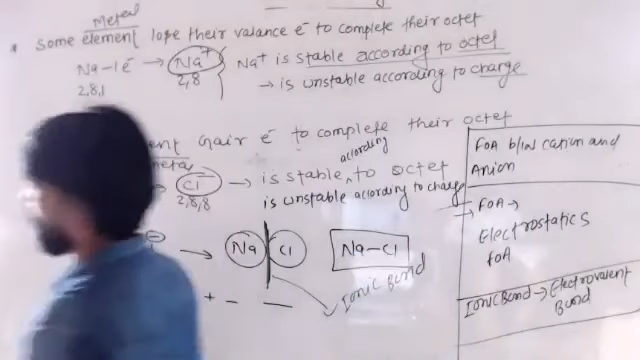 Metal
* Some element lose their valance e⁻ to complete their octet
Na-1e⁻ → Na⁺
2,8,1
2,8
Na⁺ is stable according to octet
→ is unstable according to charge
Gain e⁻ to complete their octet
Cl⁻ → is stable, to octet
according
2,8,8
is unstable according to charge
→ Na Cl
Na-Cl
Ionic Bond
+ - —
FOA b/w cation and
Anion
→ FOA →
Electrostatics
FOA
Ionic Bond → Electrovalent
Bond